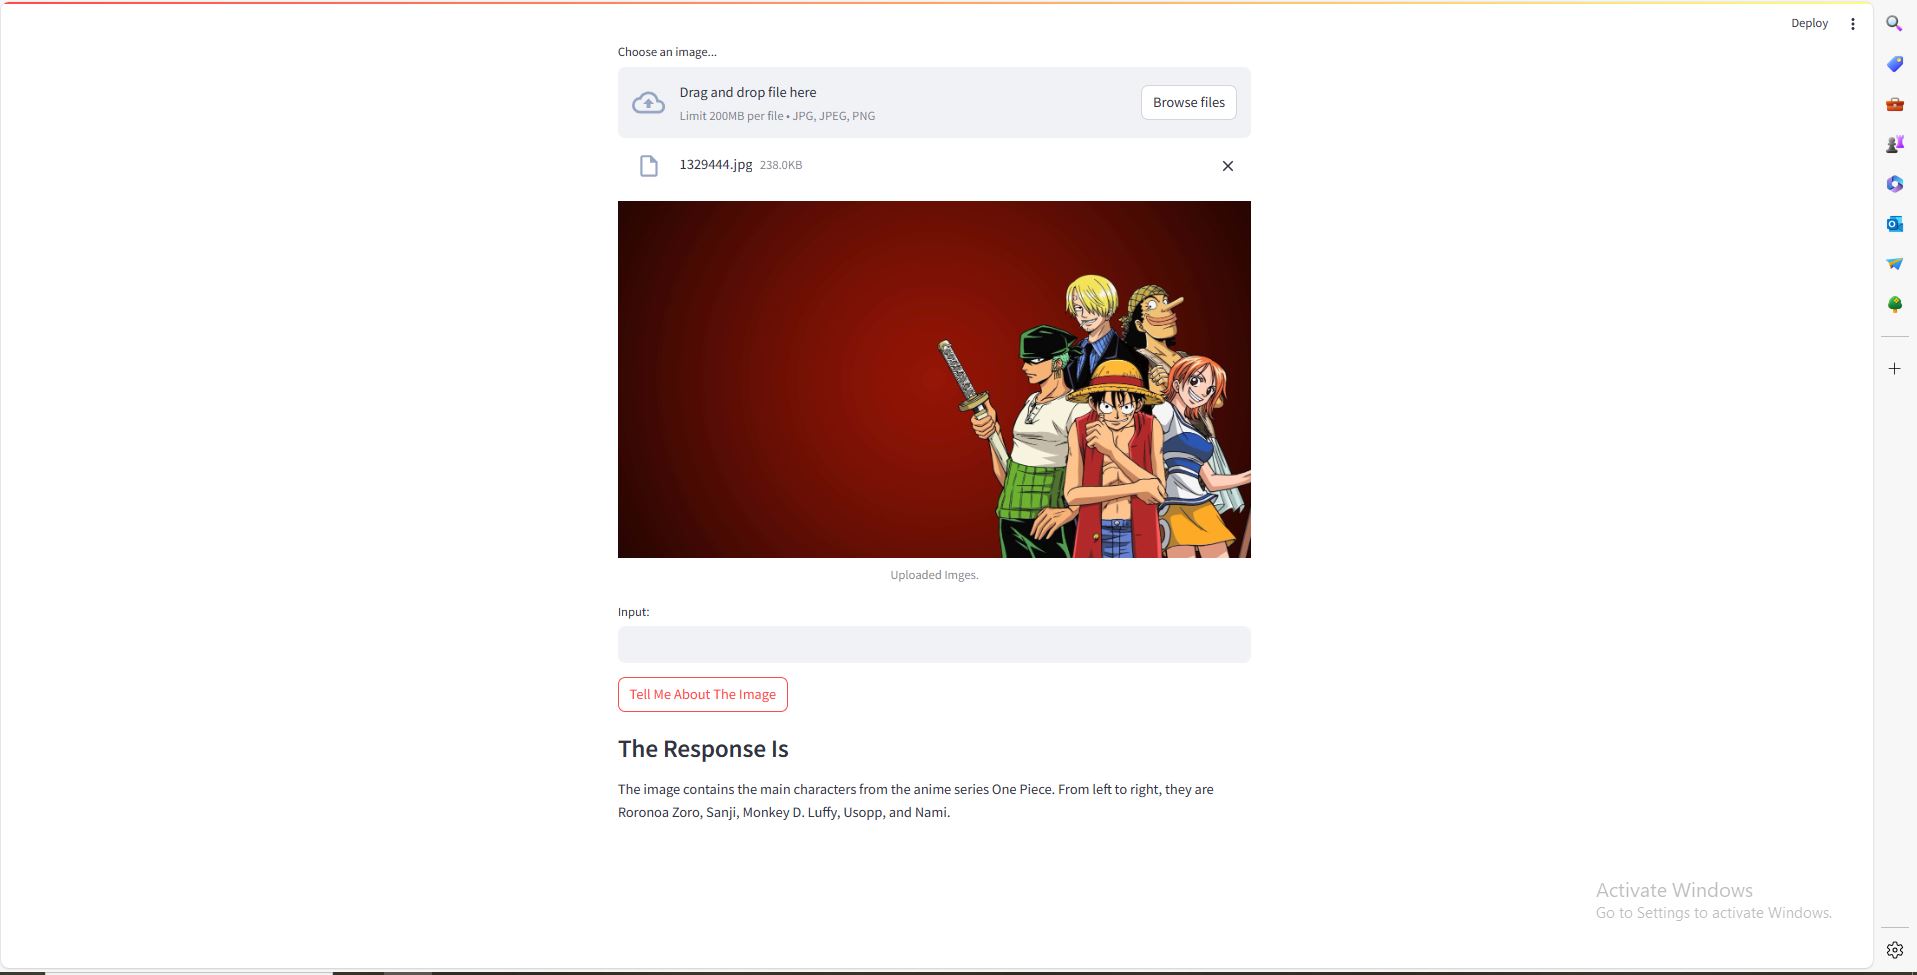 Deploy
Choose an image...
Drag and drop file here
Limit 200MB per file • JPG, JPEG, PNG
Browse files
1329444.jpg 238.0KB
Uploaded Imges.
Input:
Tell Me About The Image
The Response Is
The image contains the main characters from the anime series One Piece. From left to right, they are
Roronoa Zoro, Sanji, Monkey D. Luffy, Usopp, and Nami.
Activate Windows
Go to Settings to activate Windows.